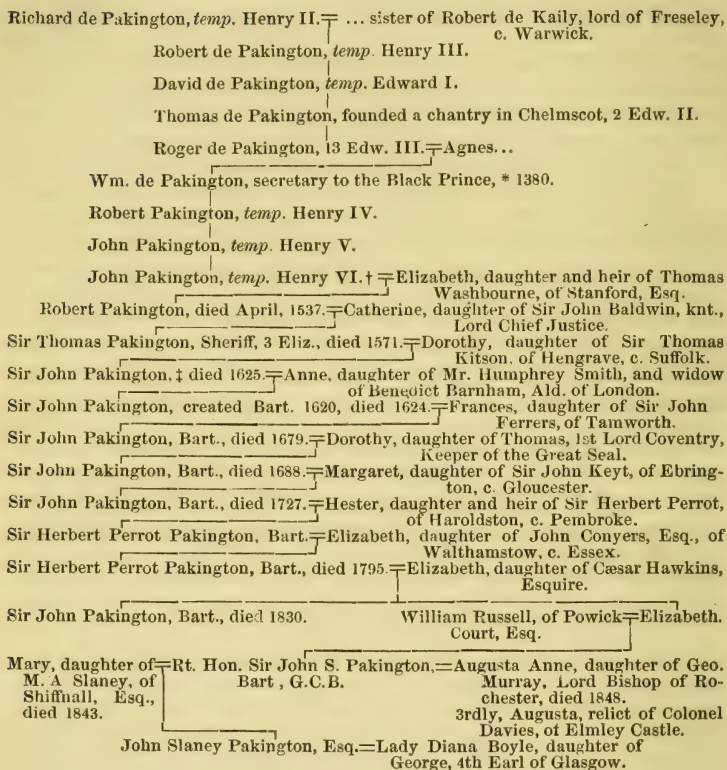 Richard de Pakington, temp. Henry II.╤ ... sister of Robert de Kaily, lord of Freseley,
c. Warwick.
Robert de Pakington, temp. Henry III.
David de Pakington, temp. Edward I.
Thomas de Pakington, founded a chantry in Chelmscot, 2 Edw. II.
Roger de Pakington, 13 Edw. III.╤Agnes...
Wm. de Pakington, secretary to the Black Prince, * 1380.
Robert Pakington, temp. Henry IV.
John Pakington, temp. Henry V.
John Pakington, temp. Henry VI.† ╤Elizabeth, daughter and heir of Thomas
Washbourne, of Stanford, Esq.
Robert Pakington, died April, 1537.╤Catherine, daughter of Sir John Baldwin, knt.,
Lord Chief Justice.
Sir Thomas Pakington, Sheriff, 3 Eliz., died 1571.╤Dorothy, daughter of Sir Thomas
Kitson, of Hengrave, c. Suffolk.
Sir John Pakington, ‡ died 1625.╤Anne, daughter of Mr. Humphrey Smith, and widow
of Benedict Barnham, Ald. of London.
Sir John Pakington, created Bart. 1620, died 1624.╤Frances, daughter of Sir John
Ferrers, of Tamworth.
Sir John Pakington, Bart., died 1679.╤Dorothy, daughter of Thomas, 1st Lord Coventry,
Keeper of the Great Seal.
Sir John Pakington, Bart., died 1688.╤Margaret, daughter of Sir John Keyt, of Ebring-
ton, c. Gloucester.
Sir John Pakington, Bart., died 1727.╤Hester, daughter and heir of Sir Herbert Perrot,
of Haroldston, c. Pembroke.
Sir Herbert Perrot Pakington, Bart.╤Elizabeth, daughter of John Conyers, Esq., of
Walthamstow, c. Essex.
Sir Herbert Perrot Pakington, Bart., died 1795.╤Elizabeth, daughter of Cæsar Hawkins,
Esquire.
Sir John Pakington, Bart., died 1830. William Russell, of Powick╤Elizabeth.
Court, Esq.
Mary, daughter of╤Rt. Hon. Sir John S. Pakington,=Augusta Anne, daughter of Geo.
M. A Slaney, of Bart , G.C.B. Murray, Lord Bishop of Ro-
Shiffnall, Esq., chester, died 1848.
died 1843. 3rdly, Augusta, relict of Colonel
Davies, of Elmley Castle.
John Slaney Pakington, Esq.=Lady Diana Boyle, daughter of
George, 4th Earl of Glasgow.